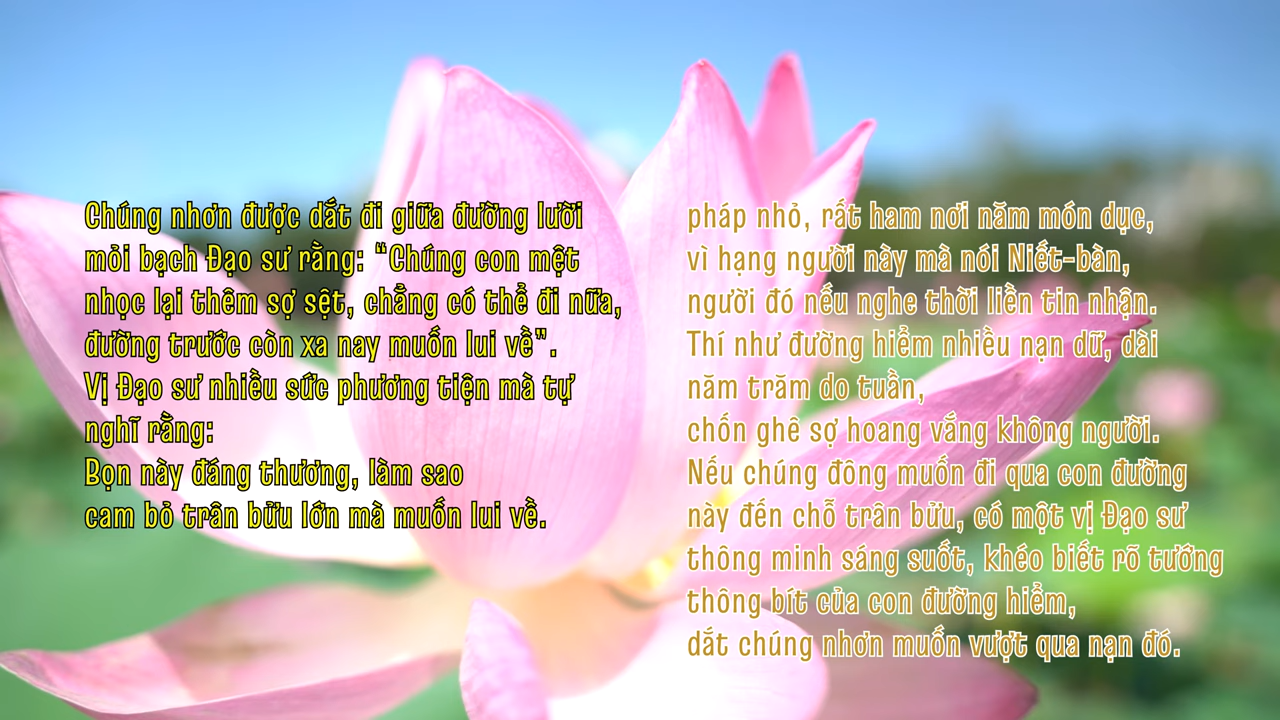 Chúng nhơn được dắt đi giữa đường lười
mỏi bạch Đạo sư rằng: “Chúng con mệt
nhọc lại thêm sợ sệt, chẳng có thể đi nữa,
đường trước còn xa nay muốn lui về”.
Vị Đạo sư nhiều sức phương tiện mà tự
nghĩ rằng:
Bọn này đáng thương, làm sao
cam bỏ trân bửu lớn mà muốn lui về.
pháp nhỏ, rất ham nơi năm món dục,
vì hạng người này mà nói Niết-bàn,
người đó nếu nghe thời liền tin nhận.
Thí như đường hiểm nhiều nạn dữ, dài
năm trăm do tuần,
chốn ghê sợ hoang vắng không người.
Nếu chúng đông muốn đi qua con đường
này đến chỗ trân bửu, có một vị Đạo sư
thông minh sáng suốt, khéo biết rõ tướng
thông bít của con đường hiểm,
dắt chúng nhơn muốn vượt qua nạn đó.